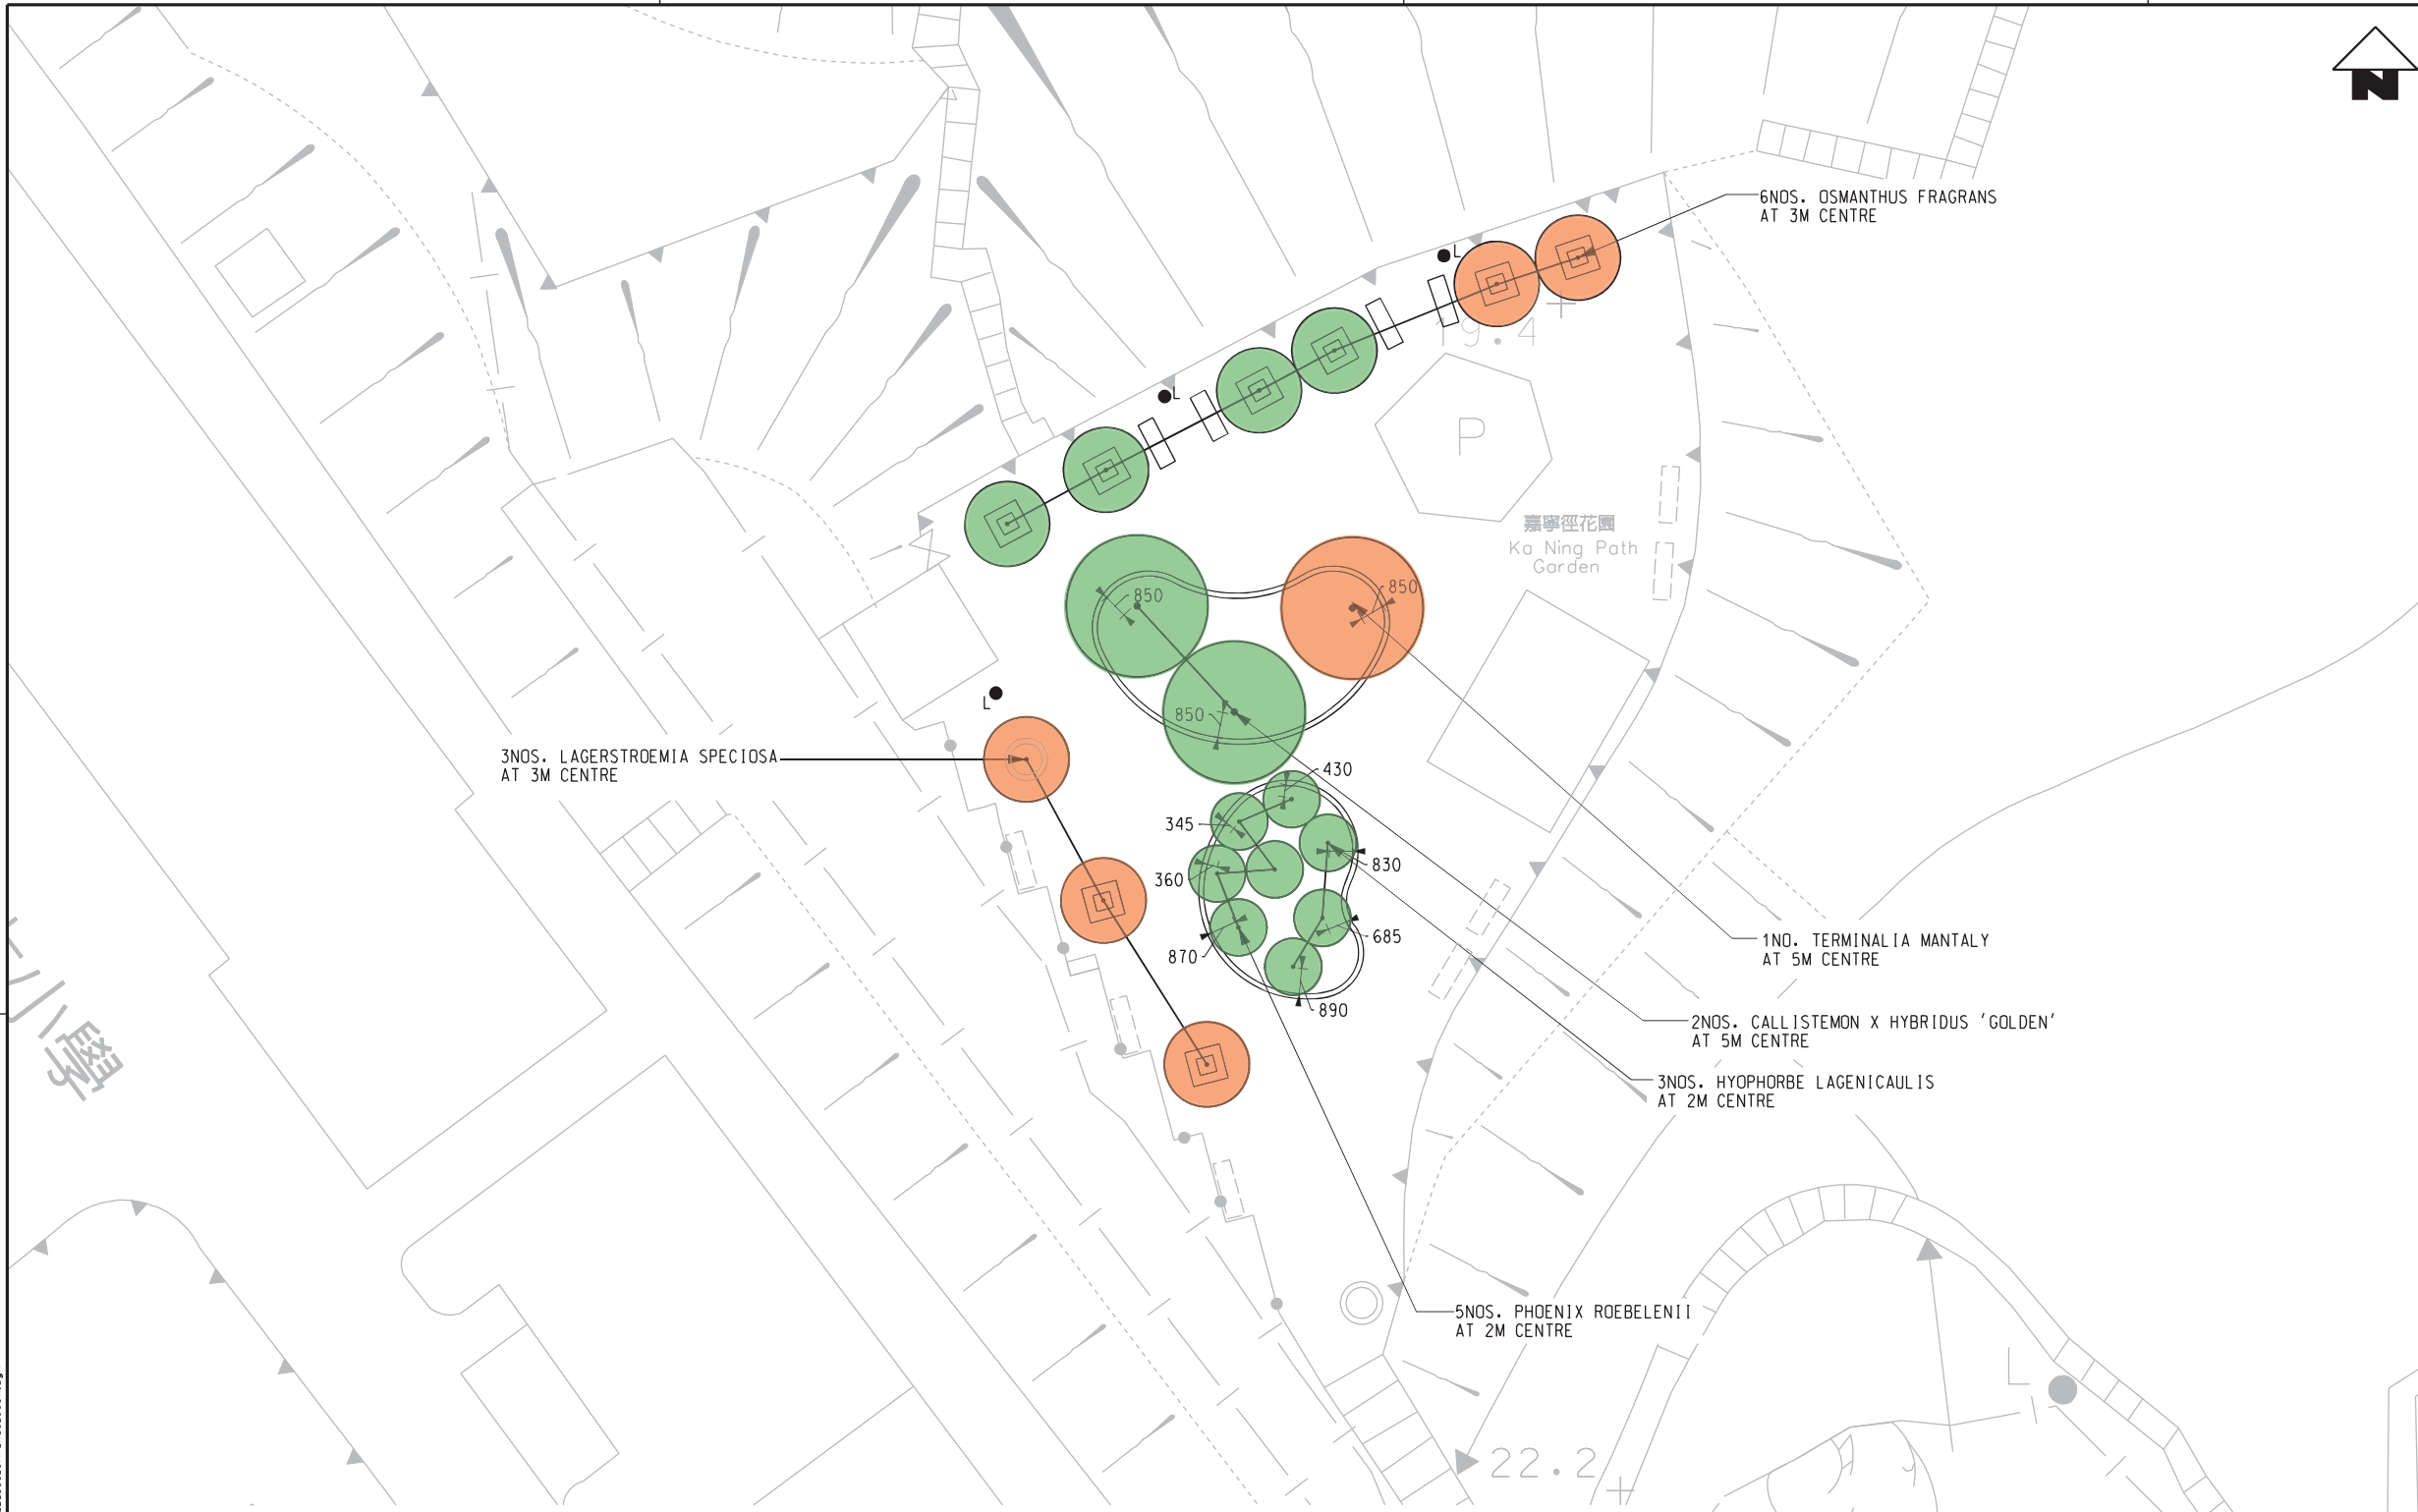 N
6NOS. OSMANTHUS FRAGRANS
AT 3M CENTRE
L
19.4
L
P
嘉寧徑花園
Ka Ning Path
Garden
850
850
850
L
3NOS. LAGERSTROEMIA SPECIOSA
AT 3M CENTRE
430
345
830
360
685
870
890
小學
1NO. TERMINALIA MANTALY
AT 5M CENTRE
2NOS. CALLISTEMON X HYBRIDUS 'GOLDEN'
AT 5M CENTRE
3NOS. HYOPHORBE LAGENICAULIS
AT 2M CENTRE
5NOS. PHOENIX ROEBELENII
AT 2M CENTRE
L
22.2